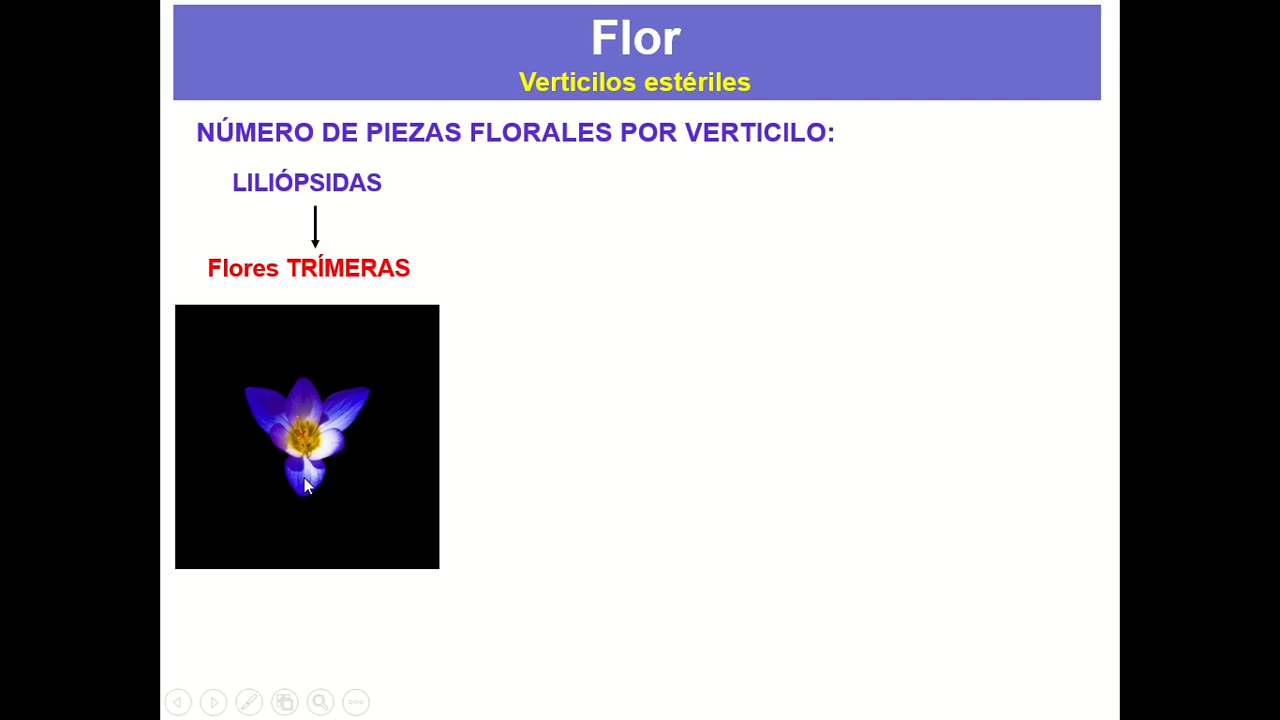 Flor
Verticilos estériles
NÚMERO DE PIEZAS FLORALES POR VERTICILO:
LILIÓPSIDAS
Flores TRÍMERAS